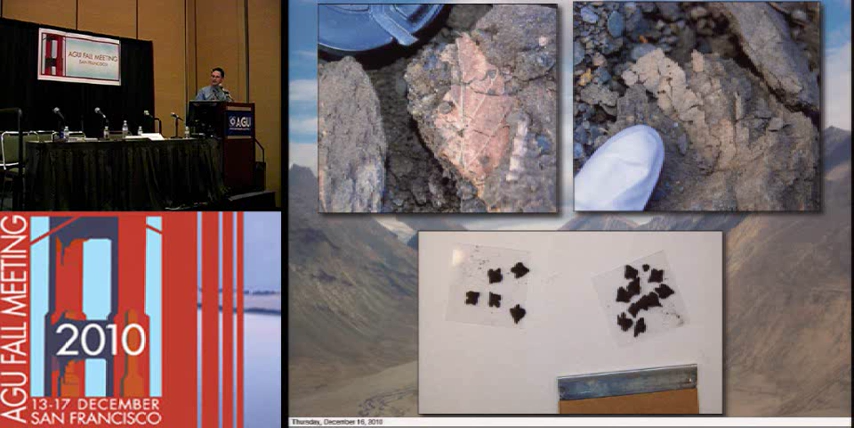 AGU FALL MEETING
SAN FRANCISCO
AGU
AGU FALL MEETING
2010
13-17 DECEMBER
SAN FRANCISCO
Thursday, December 16, 2010